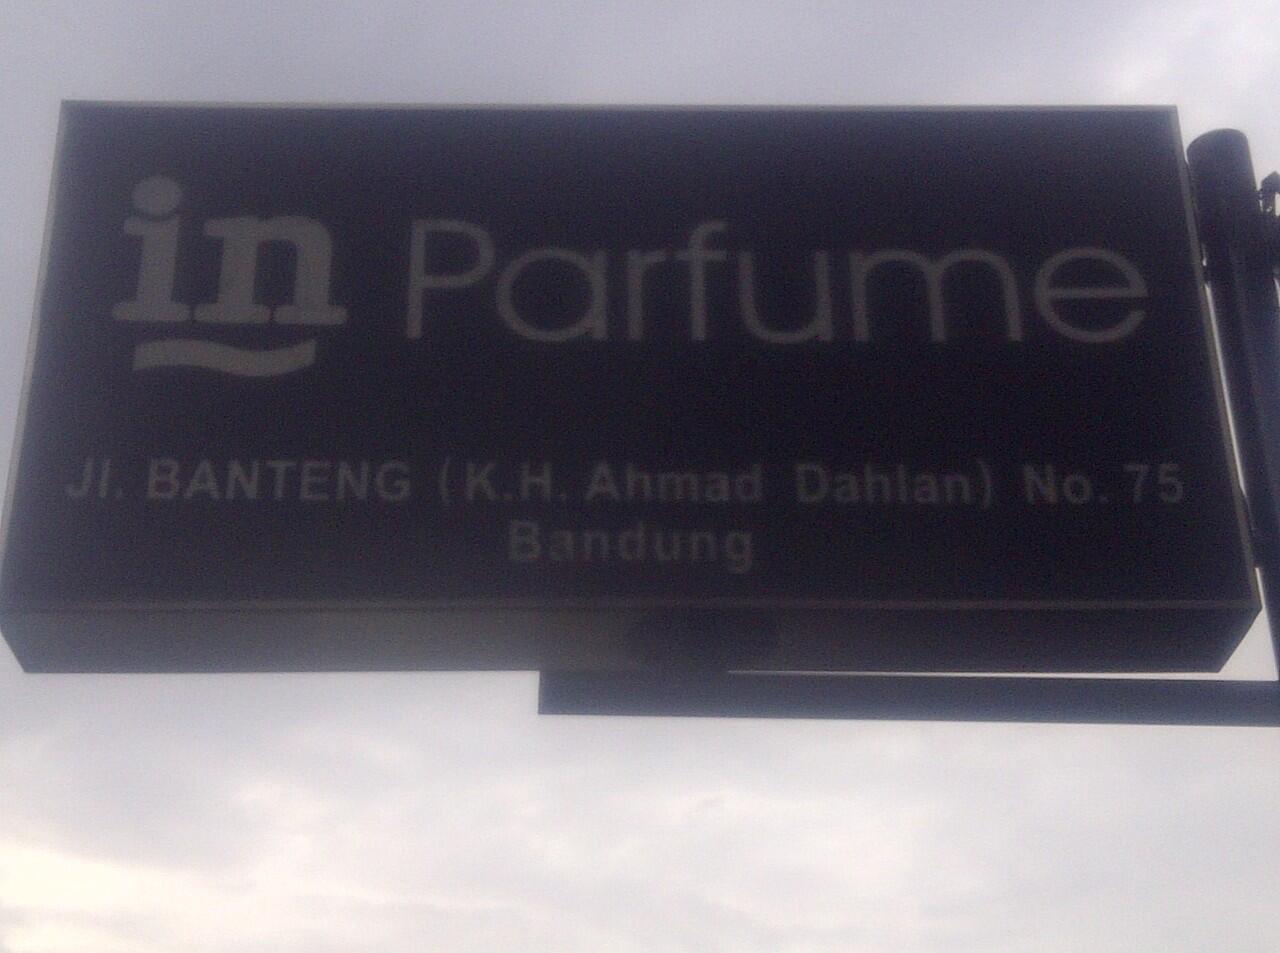 in Parfume
Jl. BANTENG (K.H. Ahmad Dahlan) No. 75
Bandung